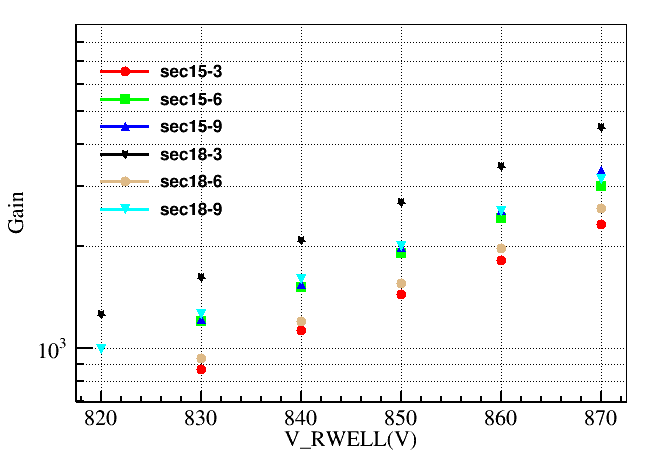 sec15-3
sec15-6
sec15-9
sec18-3
sec18-6
sec18-9
Gain
10³
820 830 840 850 860 870
V_RWELL(V)